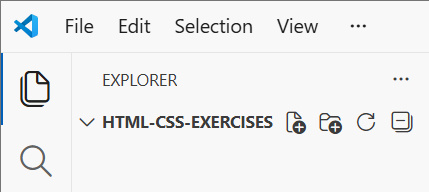 File Edit Selection View ···
EXPLORER ···
HTML-CSS-EXERCISES